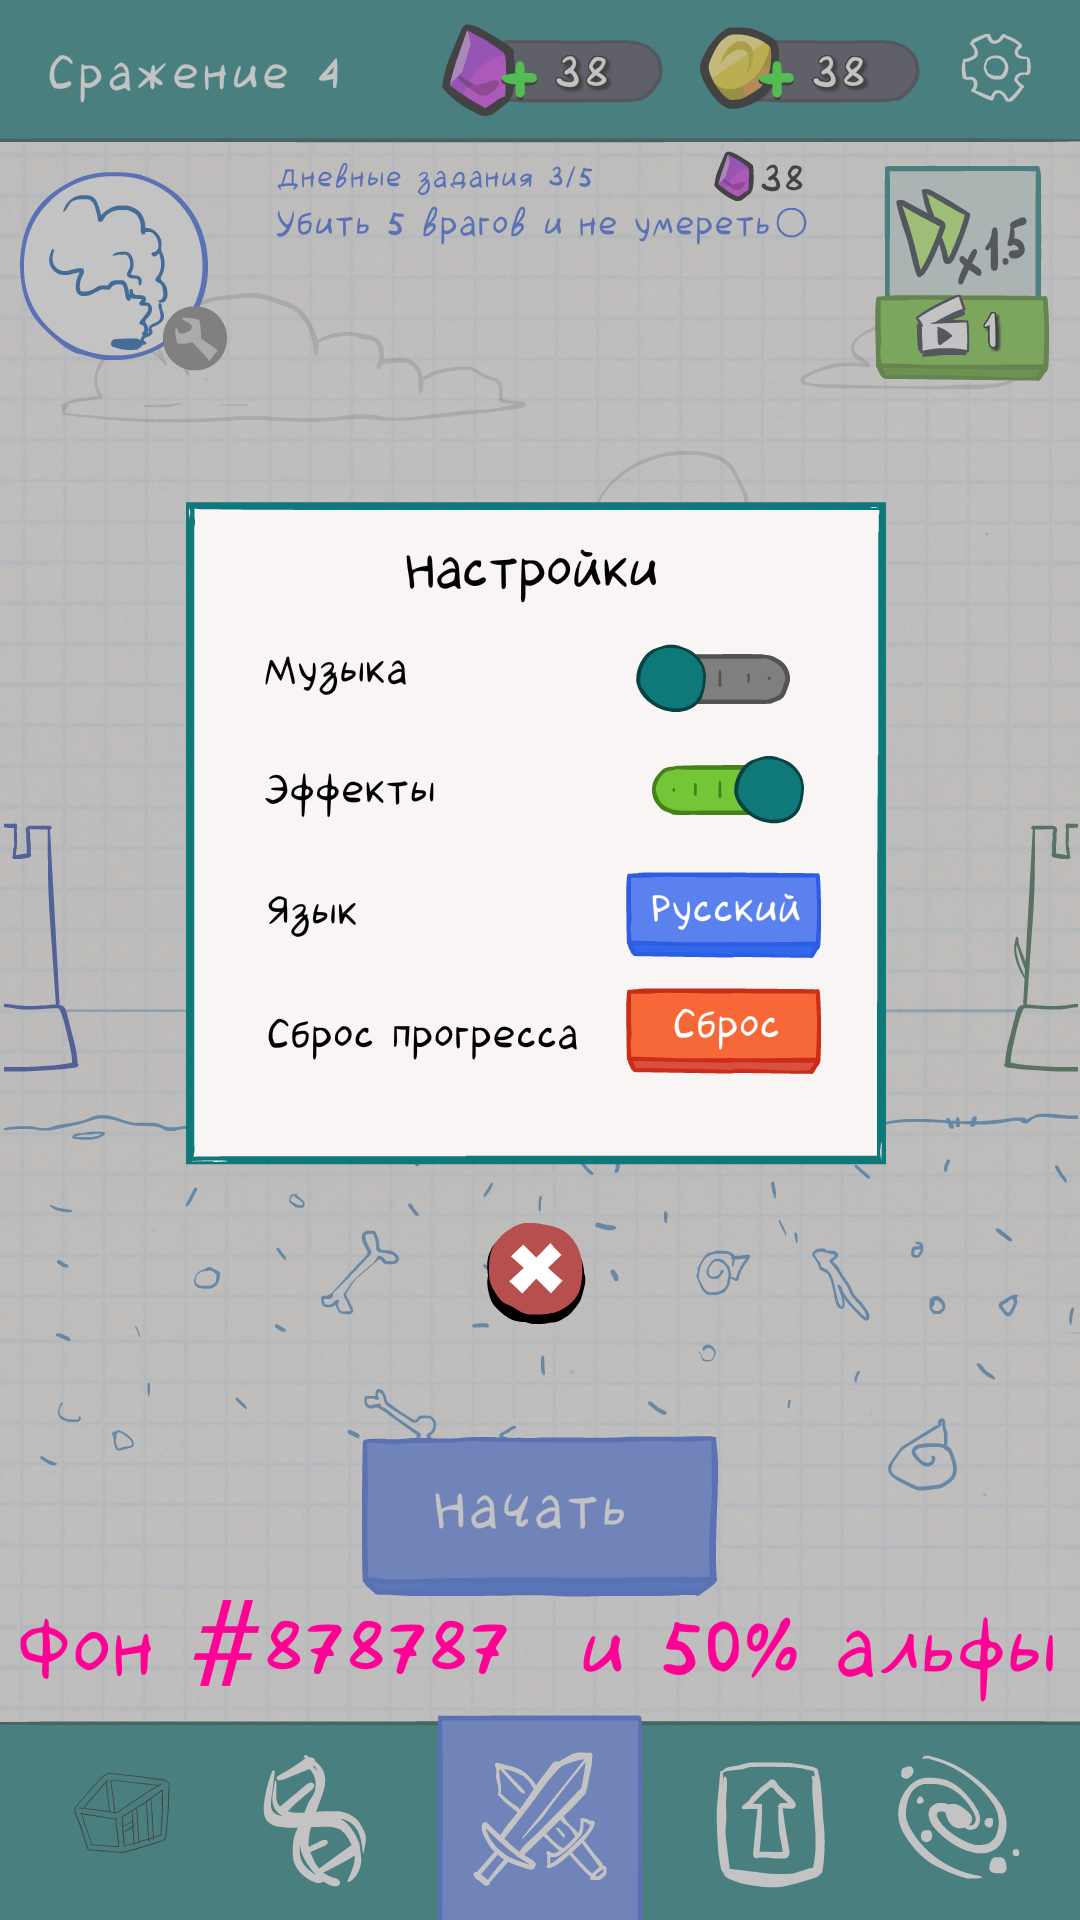 Сражение 4
38
38
Дневные задания 3/5
38
Убить 5 врагов и не умереть
x1.5
1
Настройки
Музыка
Эффекты
Язык
Русский
Сброс прогресса
Сброс
Начать
Фон #878787 и 50% альфы